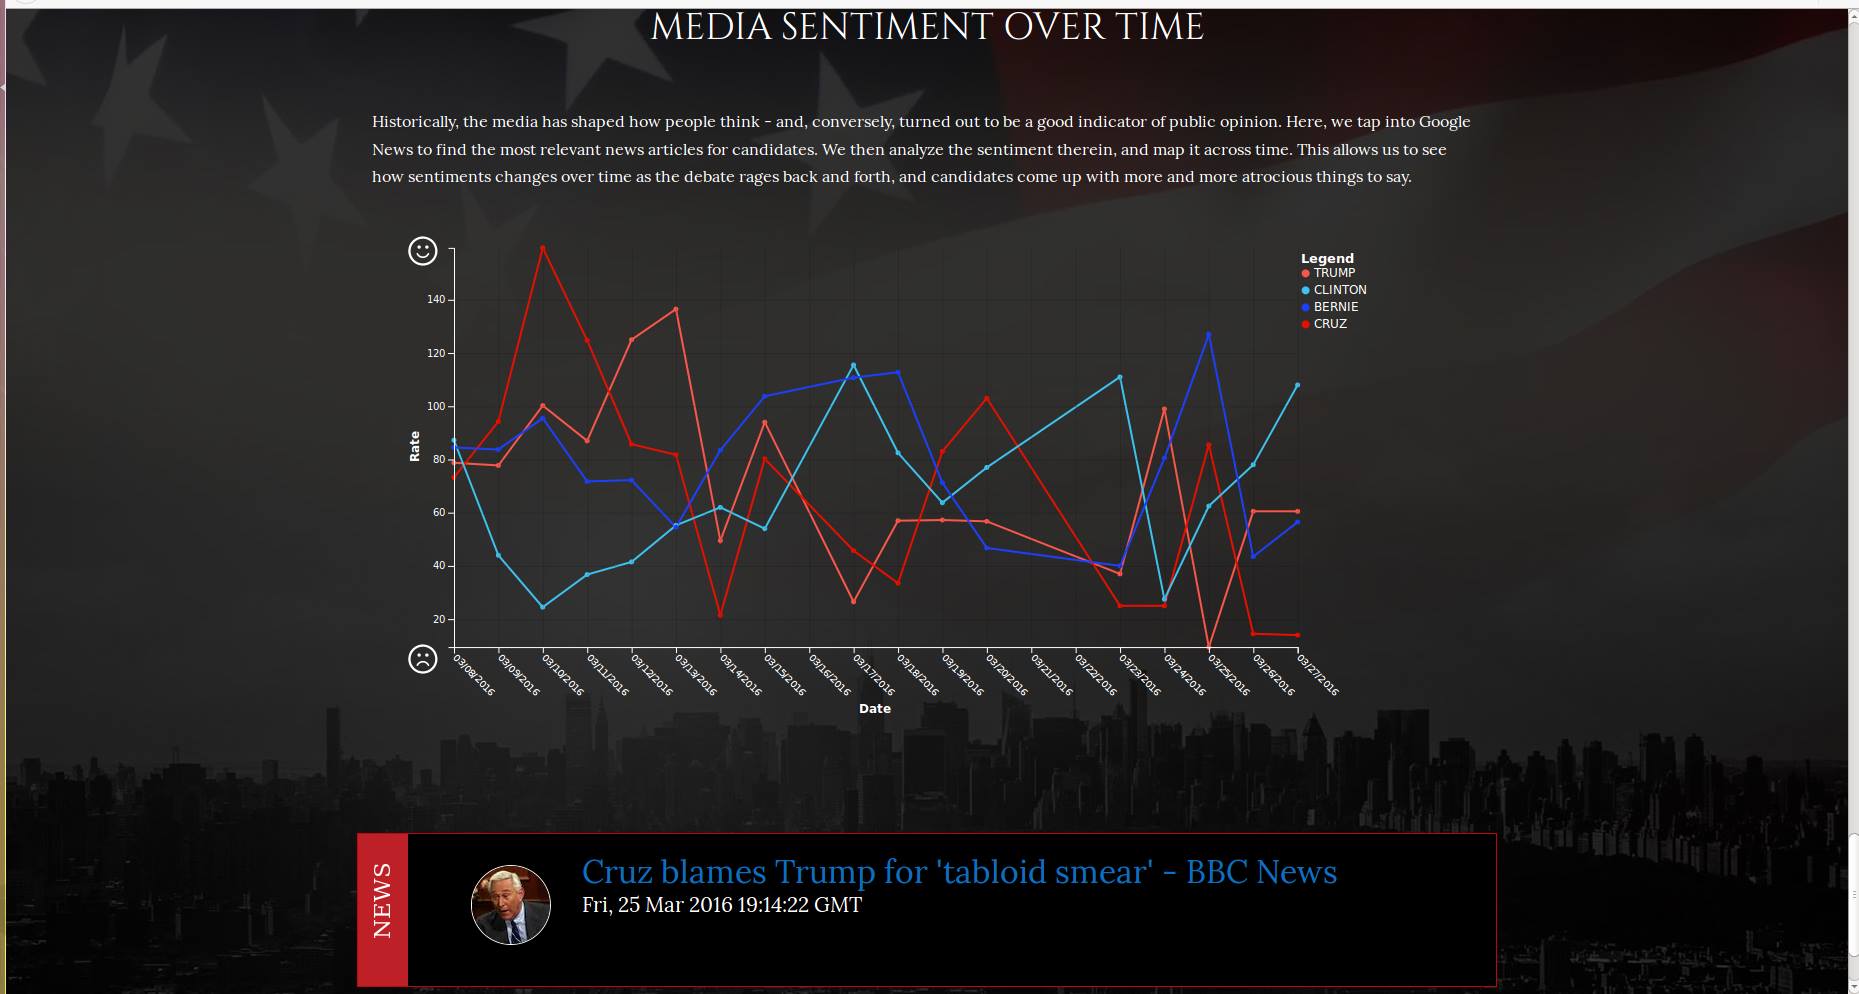 MEDIA SENTIMENT OVER TIME
Historically, the media has shaped how people think - and, conversely, turned out to be a good indicator of public opinion. Here, we tap into Google
News to find the most relevant news articles for candidates. We then analyze the sentiment therein, and map it across time. This allows us to see
how sentiments changes over time as the debate rages back and forth, and candidates come up with more and more atrocious things to say.
Legend
TRUMP
CLINTON
BERNIE
CRUZ
140
120
100
80
60
40
20
Rate
03/08/2016
03/09/2016
03/10/2016
03/11/2016
03/12/2016
03/13/2016
03/14/2016
03/15/2016
03/16/2016
03/17/2016
03/18/2016
03/19/2016
03/20/2016
03/21/2016
03/22/2016
03/23/2016
03/24/2016
03/25/2016
03/26/2016
03/27/2016
Date
NEWS
Cruz blames Trump for 'tabloid smear' - BBC News
Fri, 25 Mar 2016 19:14:22 GMT